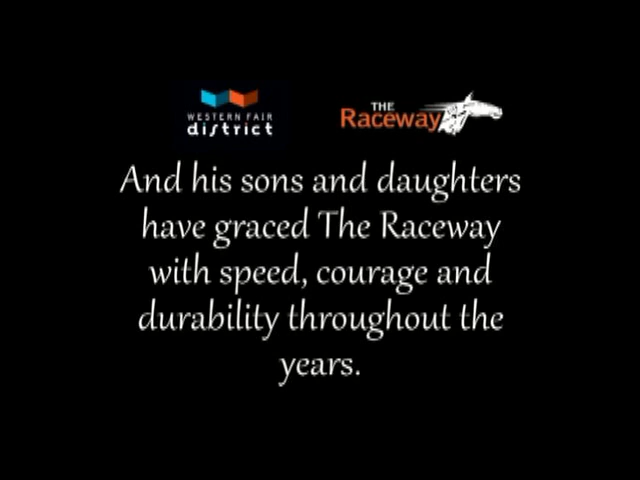 WESTERN FAIR
district
THE
Raceway
And his sons and daughters
have graced The Raceway
with speed, courage and
durability throughout the
years.